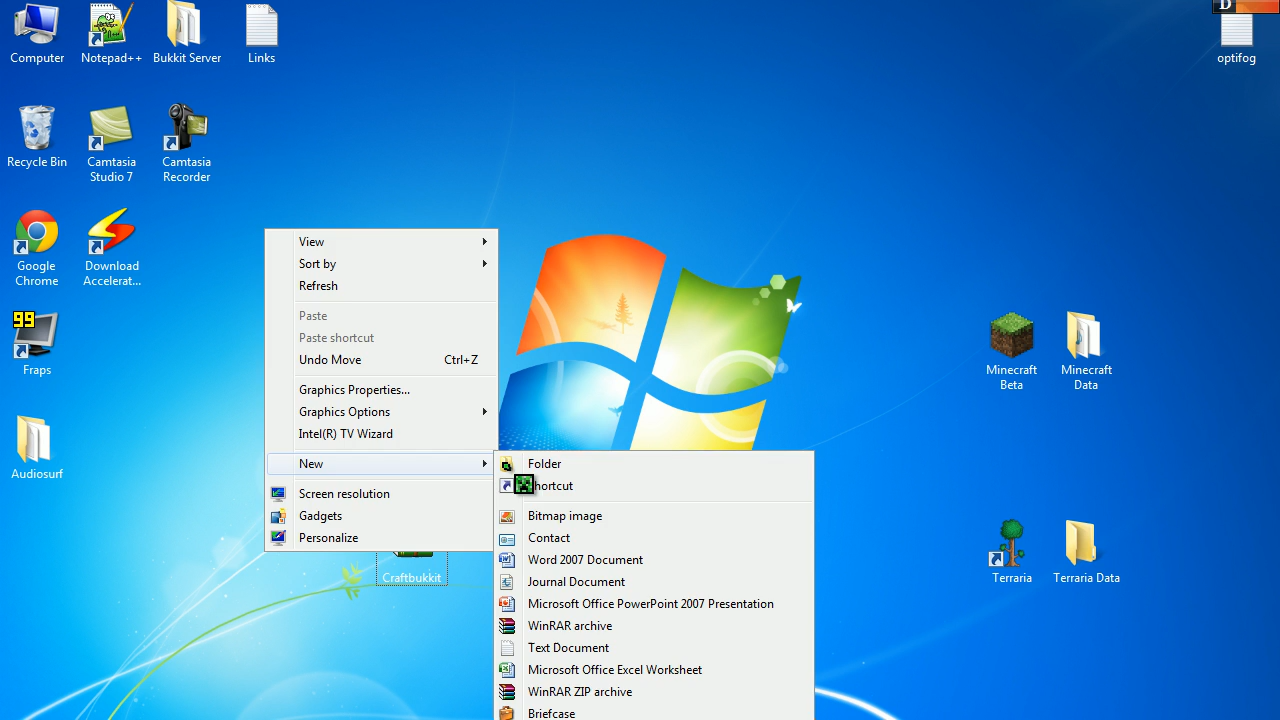 Computer
Notepad++
Bukkit Server
Links
D
optifog
Recycle Bin
Camtasia
Studio 7
Camtasia
Recorder
Google
Chrome
Download
Accelerat...
99
Fraps
Audiosurf
View
Sort by
Refresh
Paste
Paste shortcut
Undo Move Ctrl+Z
Graphics Properties...
Graphics Options
Intel(R) TV Wizard
New
Screen resolution
Gadgets
Personalize
Craftbukkit
Folder
hortcut
Bitmap image
Contact
Word 2007 Document
Journal Document
Microsoft Office PowerPoint 2007 Presentation
WinRAR archive
Text Document
Microsoft Office Excel Worksheet
WinRAR ZIP archive
Briefcase
Minecraft
Beta
Minecraft
Data
Terraria
Terraria Data